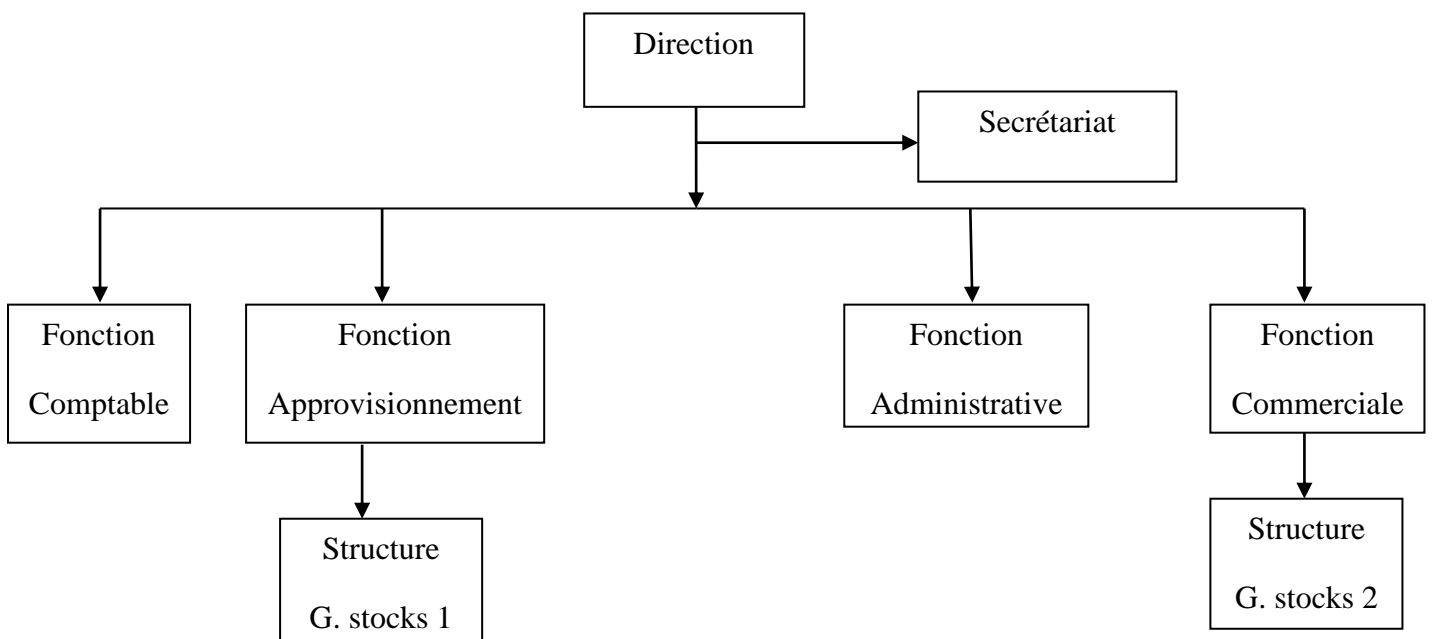 Direction
Secrétariat
Fonction
Comptable
Fonction
Approvisionnement
Fonction
Administrative
Fonction
Commerciale
Structure
G. stocks 1
Structure
G. stocks 2